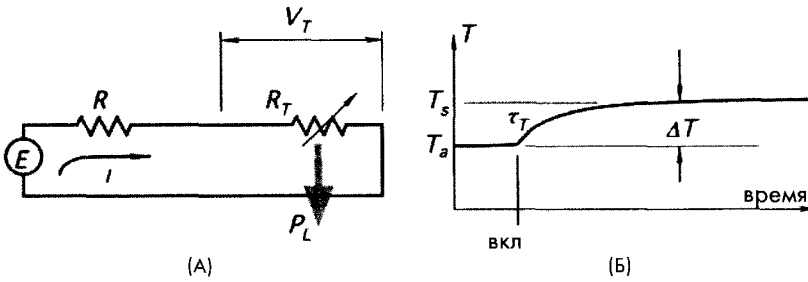 V_T
R
R_T
E
i
P_L
(А)
T
T_s
τ_T
ΔT
T_a
время
вкл
(Б)